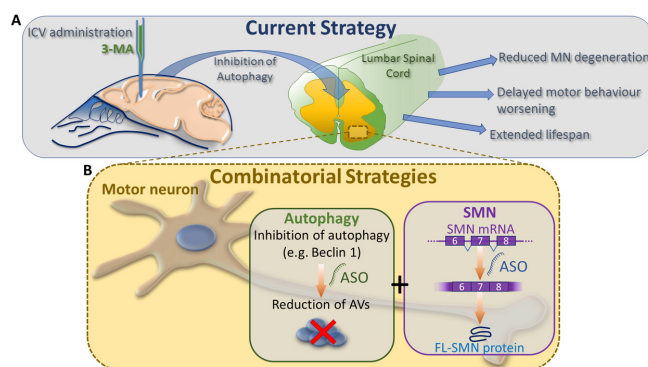 A
Current Strategy
ICV administration
3-MA
Inhibition of
Autophagy
Lumbar Spinal
Cord
Reduced MN degeneration
Delayed motor behaviour
worsening
Extended lifespan
B
Combinatorial Strategies
Motor neuron
Autophagy
Inhibition of autophagy
(e.g. Beclin 1)
ASO
Reduction of AVs
+
SMN
SMN mRNA
6 7 8
ASO
6 7 8
FL-SMN protein